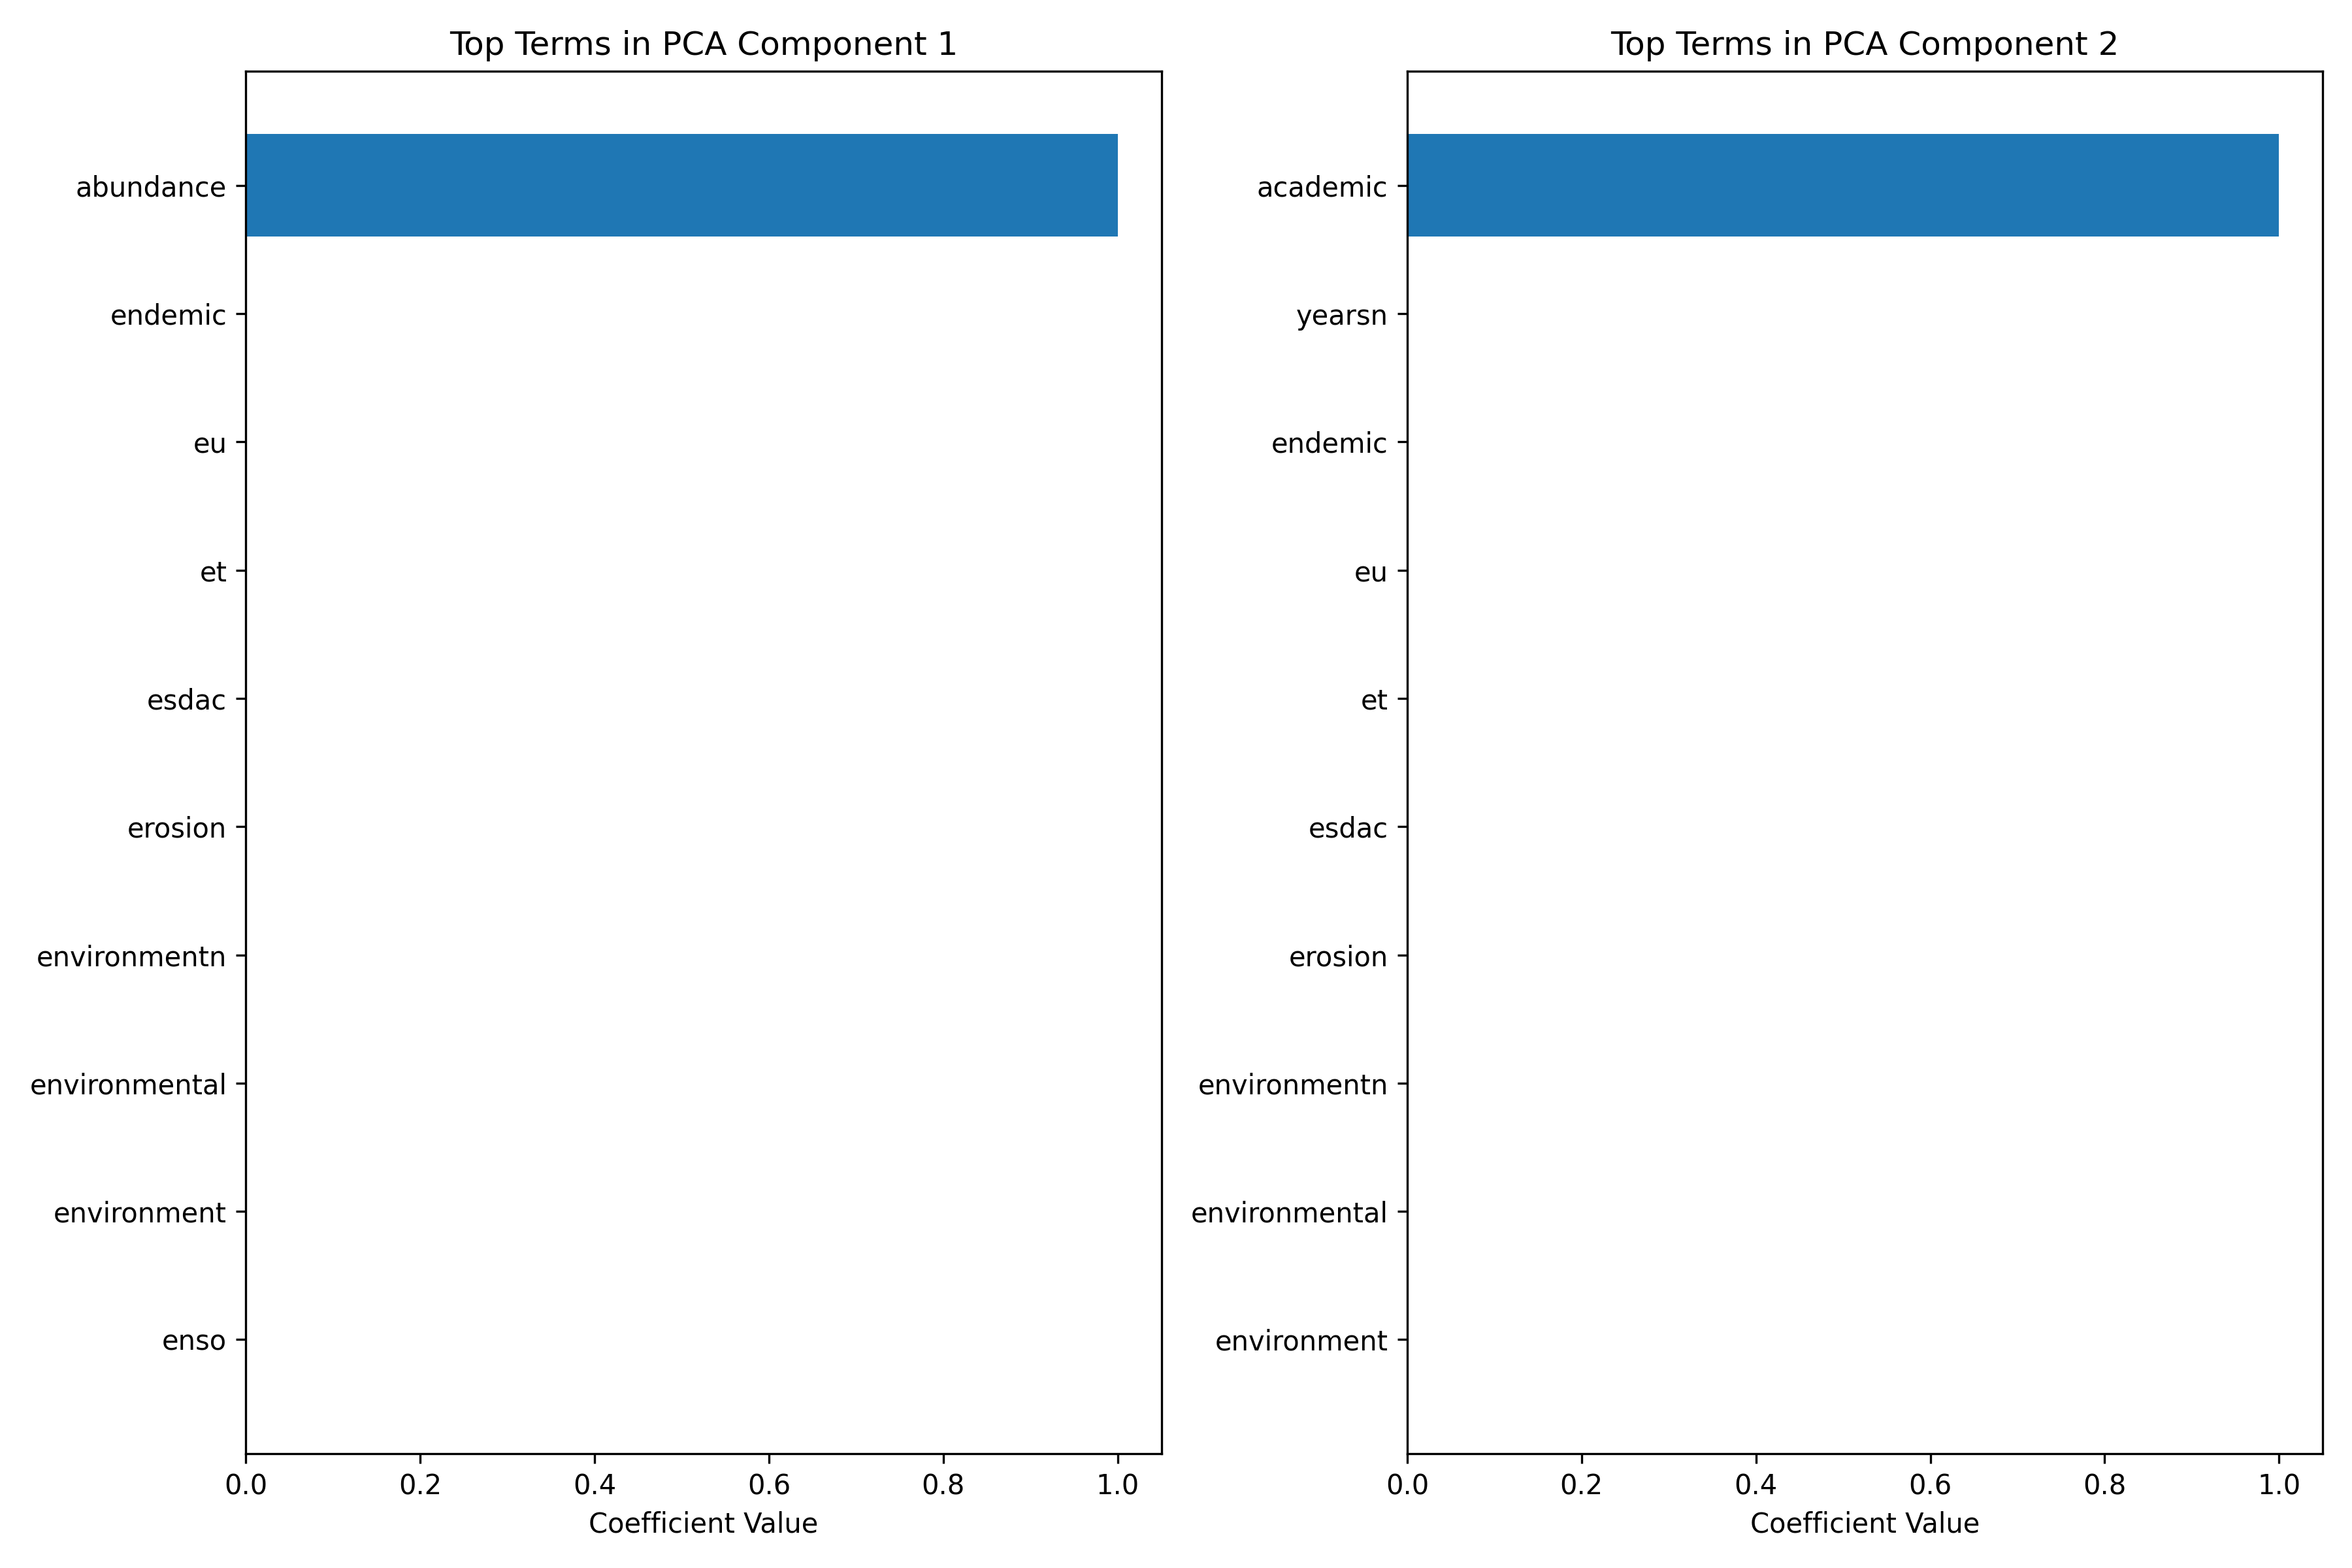 Top Terms in PCA Component 1
abundance
endemic
eu
et
esdac
erosion
environmentn
environmental
environment
enso
0.0 0.2 0.4 0.6 0.8 1.0
Coefficient Value
Top Terms in PCA Component 2
academic
yearsn
endemic
eu
et
esdac
erosion
environmentn
environmental
environment
0.0 0.2 0.4 0.6 0.8 1.0
Coefficient Value